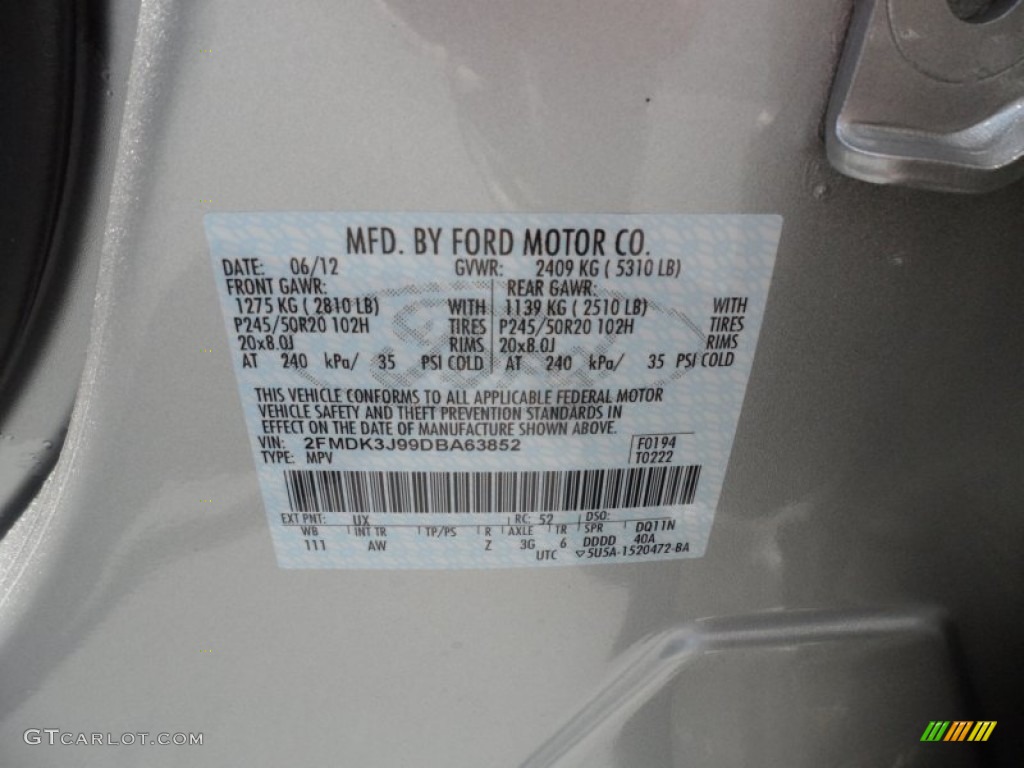 MFD. BY FORD MOTOR CO.
DATE: 06/12 GVWR: 2409 KG ( 5310 LB)
FRONT GAWR: REAR GAWR:
1275 KG ( 2810 LB) WITH 1139 KG ( 2510 LB) WITH
P245/50R20 102H TIRES P245/50R20 102H TIRES
20x8.0J RIMS 20x8.0J RIMS
AT 240 kPa/ 35 PSI COLD AT 240 kPa/ 35 PSI COLD
THIS VEHICLE CONFORMS TO ALL APPLICABLE FEDERAL MOTOR
VEHICLE SAFETY AND THEFT PREVENTION STANDARDS IN
EFFECT ON THE DATE OF MANUFACTURE SHOWN ABOVE.
VIN: 2FMDK3J99DBA63852 F0194
TYPE: MPV T0222
EXT PNT: UX RC: 52 DSO:
WB INT TR TP/PS R AXLE TR SPR DQ11N
111 AW Z 3G 6 DDDD 40A
UTC ▽5U5A-1520472-BA
GTCARLOT.COM